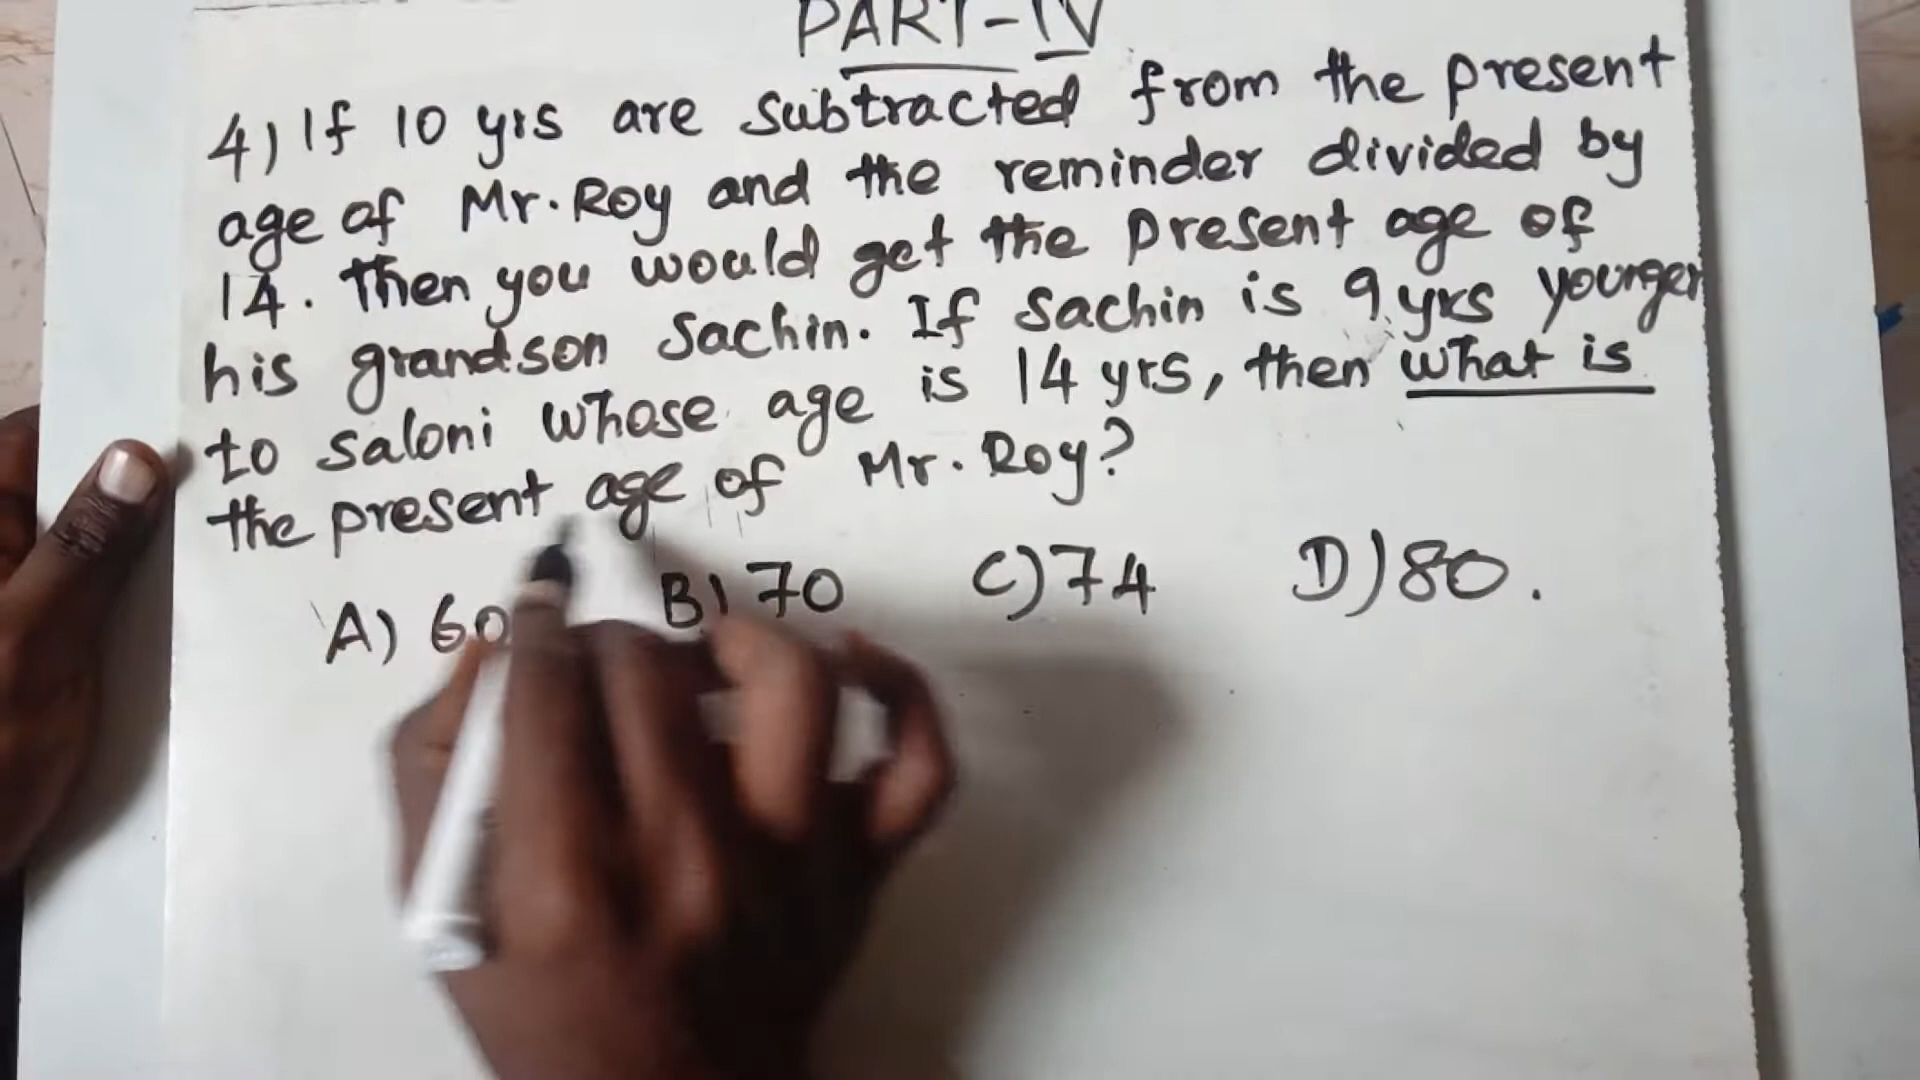 PART-IV
4) If 10 yrs are subtracted from the present
age of Mr. Roy and the reminder divided by
14. Then you would get the present age of
his grandson Sachin. If Sachin is 9 yrs younger
to saloni whose age is 14 yrs, then what is
the present age of Mr. Roy?
A) 60 B) 70 C) 74 D) 80.